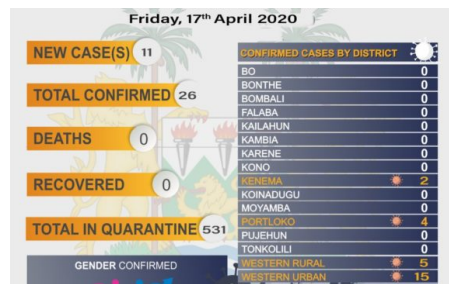 Friday, 17th April 2020
NEW CASE(S) 11
TOTAL CONFIRMED 26
DEATHS 0
RECOVERED 0
TOTAL IN QUARANTINE 531
GENDER CONFIRMED
CONFIRMED CASES BY DISTRICT
BO 0
BONTHE 0
BOMBALI 0
FALABA 0
KAILAHUN 0
KAMBIA 0
KARENE 0
KONO 0
KENEMA 2
KOINADUGU 0
MOYAMBA 0
PORTLOKO 4
PUJEHUN 0
TONKOLILI 0
WESTERN RURAL 5
WESTERN URBAN 15